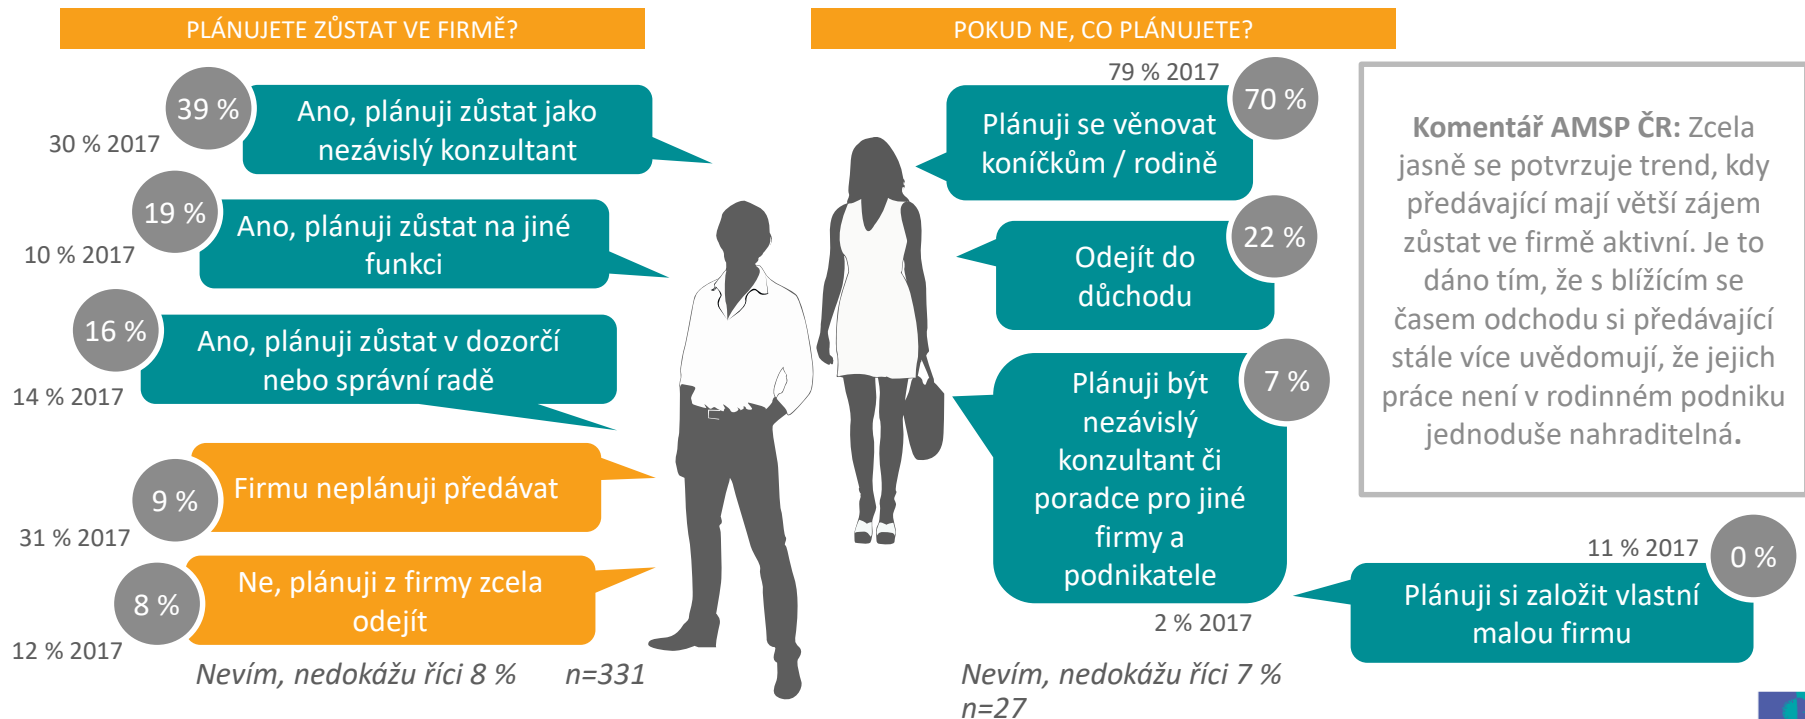 PLÁNUJETE ZŮSTAT VE FIRMĚ?
39 %
Ano, plánuji zůstat jako
nezávislý konzultant
30 % 2017
19 %
Ano, plánuji zůstat na jiné
funkci
10 % 2017
16 %
Ano, plánuji zůstat v dozorčí
nebo správní radě
14 % 2017
9 %
Firmu neplánuji předávat
31 % 2017
8 %
Ne, plánuji z firmy zcela
odejít
12 % 2017
Nevím, nedokážu říci 8 % n=331
POKUD NE, CO PLÁNUJETE?
79 % 2017
70 %
Plánuji se věnovat
koníčkům / rodině
22 %
Odejít do
důchodu
7 %
Plánuji být
nezávislý
konzultant či
poradce pro jiné
firmy a
podnikatele
2 % 2017
11 % 2017
0 %
Plánuji si založit vlastní
malou firmu
Nevím, nedokážu říci 7 %
n=27
Komentář AMSP ČR: Zcela
jasně se potvrzuje trend, kdy
předávající mají větší zájem
zůstat ve firmě aktivní. Je to
dáno tím, že s blížícím se
časem odchodu si předávající
stále více uvědomují, že jejich
práce není v rodinném podniku
jednoduše nahraditelná.